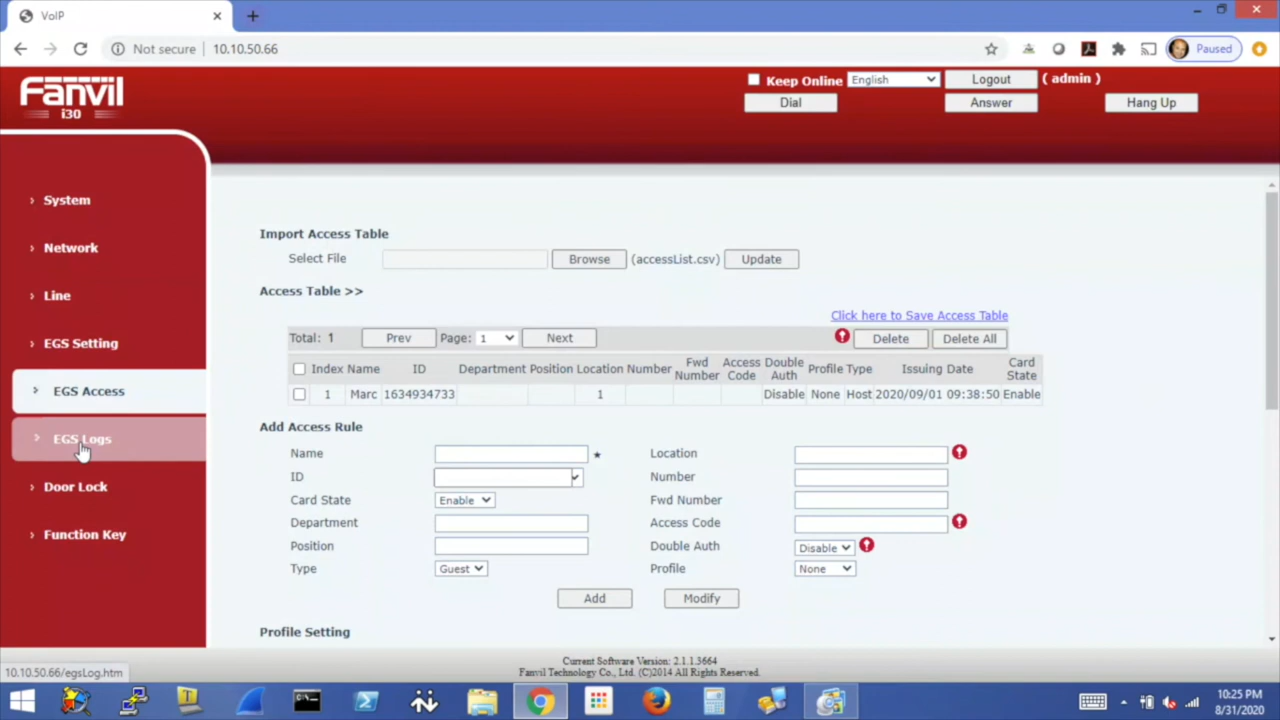 VoIP
Not secure
10.10.50.66
Paused
Fanvil
i30
Keep Online
English
Logout
( admin )
Dial
Answer
Hang Up
System
Network
Line
EGS Setting
EGS Access
EGS Logs
Door Lock
Function Key
Import Access Table
Select File
Browse
(accessList.csv)
Update
Access Table >>
Click here to Save Access Table
Total: 1
Prev
Page: 1
Next
Delete
Delete All
Index Name ID Department Position Location Number Fwd Number Access Code Double Auth Profile Type Issuing Date Card State
1 Marc 1634934733 1 Disable None Host 2020/09/01 09:38:50 Enable
Add Access Rule
Name
Location
ID
Number
Card State Enable
Fwd Number
Department
Access Code
Position
Double Auth Disable
Type Guest
Profile None
Add
Modify
Profile Setting
Current Software Version: 2.1.1.3664
Fanvil Technology Co., Ltd. (C)2014 All Rights Reserved.
10.10.50.66/egsLog.htm
10:25 PM
8/31/2020